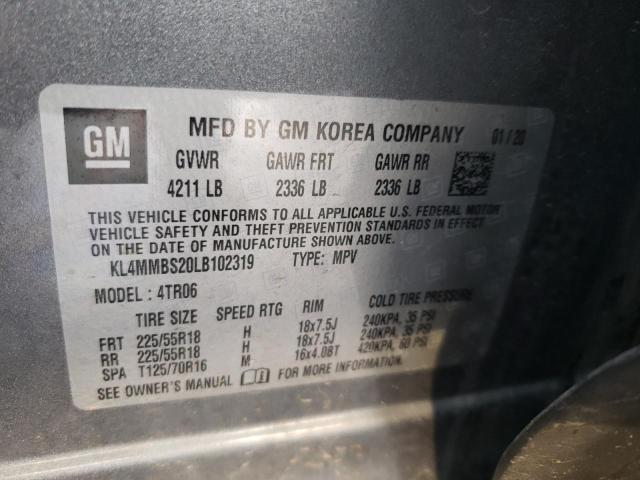 GM
MFD BY GM KOREA COMPANY 01 / 20
GVWR GAWR FRT GAWR RR
4211 LB 2336 LB 2336 LB
THIS VEHICLE CONFORMS TO ALL APPLICABLE U.S. FEDERAL MOTOR
VEHICLE SAFETY AND THEFT PREVENTION STANDARDS IN EFFECT ON
THE DATE OF MANUFACTURE SHOWN ABOVE.
KL4MMBS20LB102319 TYPE: MPV
MODEL : 4TR06
TIRE SIZE SPEED RTG RIM COLD TIRE PRESSURE
FRT 225/55R18 H 18x7.5J 240KPA, 35 PSI
RR 225/55R18 H 18x7.5J 240KPA, 35 PSI
SPA T125/70R16 M 16x4.0BT 420KPA, 60 PSI
SEE OWNER'S MANUAL FOR MORE INFORMATION.